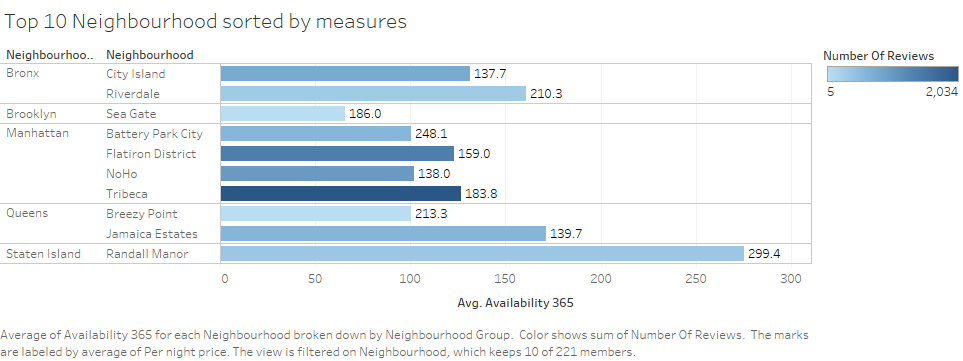 Top 10 Neighbourhood sorted by measures
Neighbourhoo.. Neighbourhood
Bronx City Island 137.7
Riverdale 210.3
Brooklyn Sea Gate 186.0
Manhattan Battery Park City 248.1
Flatiron District 159.0
NoHo 138.0
Tribeca 183.8
Queens Breezy Point 213.3
Jamaica Estates 139.7
Staten Island Randall Manor 299.4
0 50 100 150 200 250 300
Avg. Availability 365
Number Of Reviews
5 2,034
Average of Availability 365 for each Neighbourhood broken down by Neighbourhood Group. Color shows sum of Number Of Reviews. The marks
are labeled by average of Per night price. The view is filtered on Neighbourhood, which keeps 10 of 221 members.